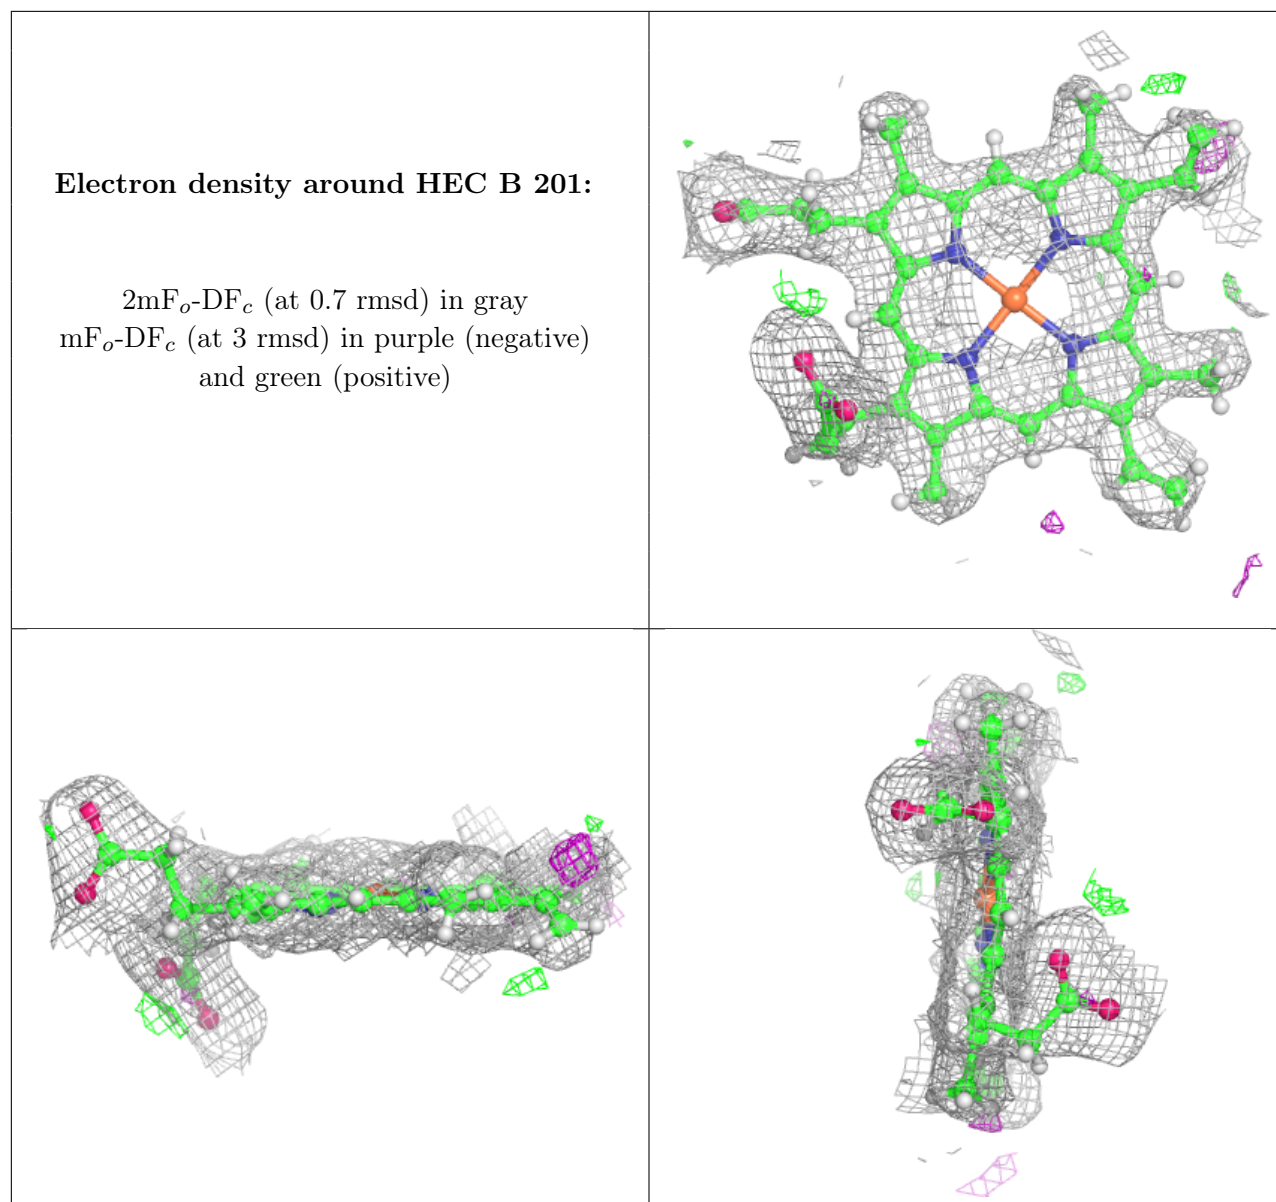 Electron density around HEC B 201:
2mFo-DFc (at 0.7 rmsd) in gray
mFo-DFc (at 3 rmsd) in purple (negative)
and green (positive)